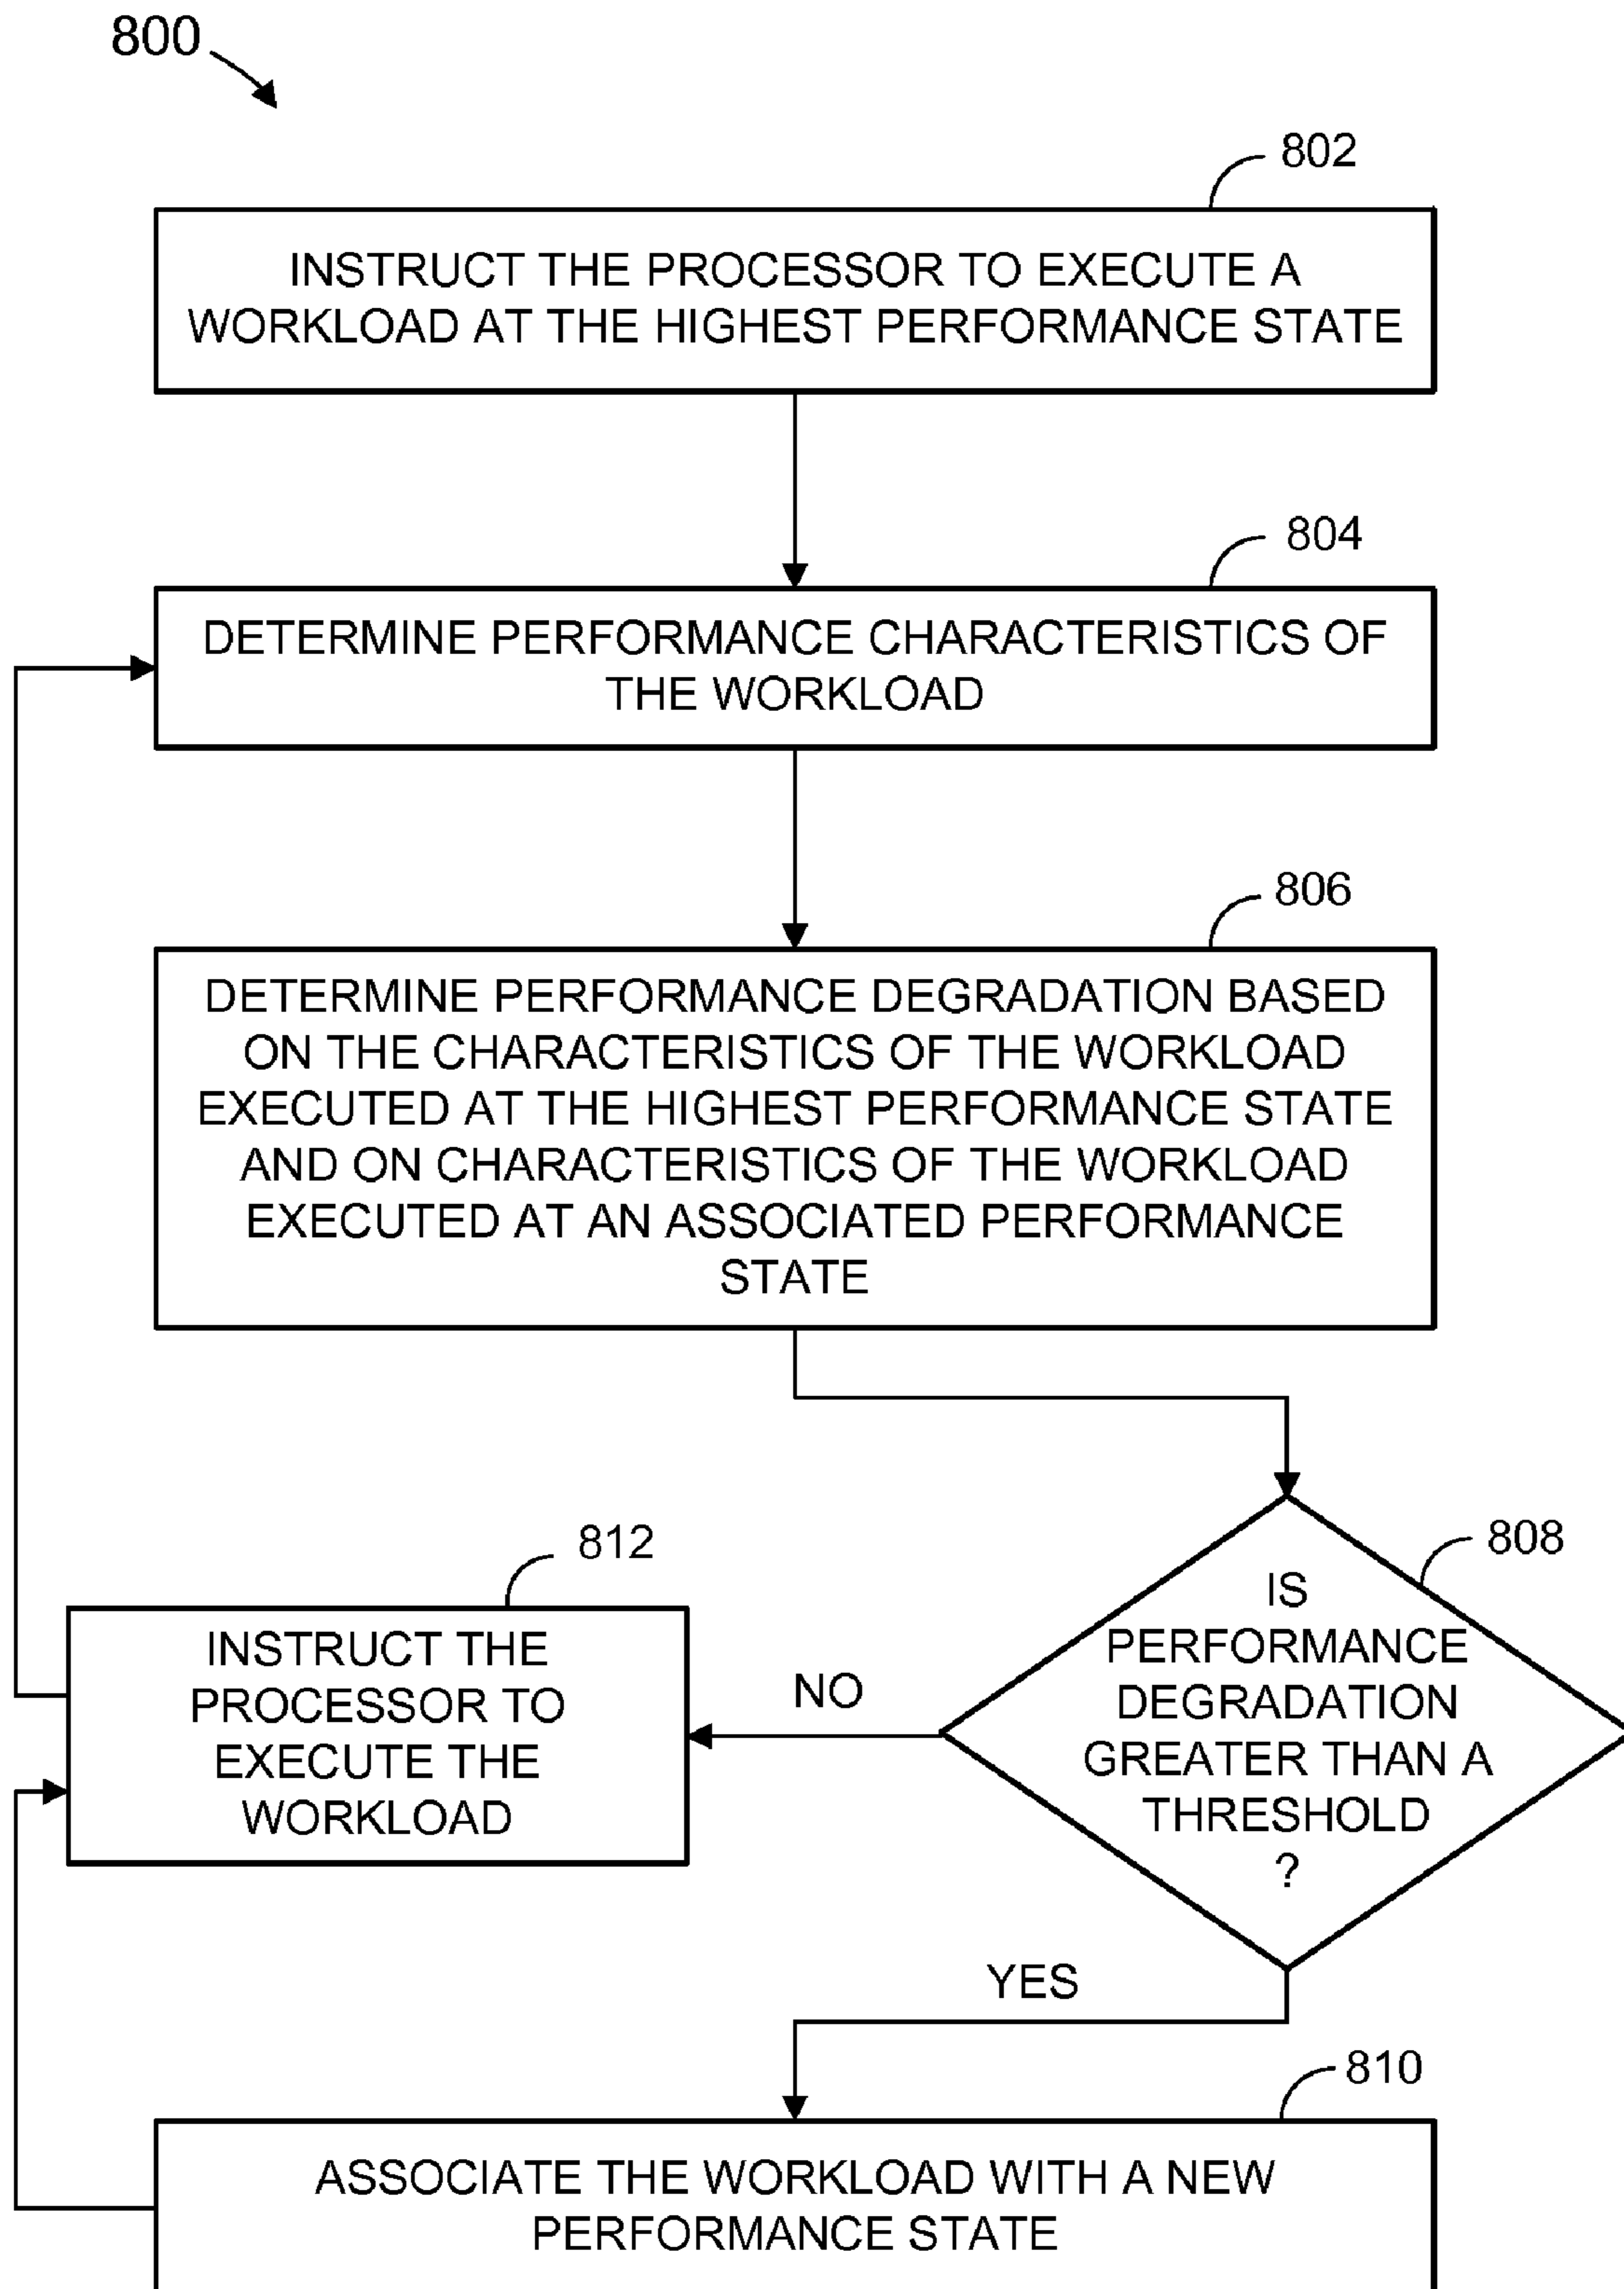 800
802
INSTRUCT THE PROCESSOR TO EXECUTE A
WORKLOAD AT THE HIGHEST PERFORMANCE STATE
804
DETERMINE PERFORMANCE CHARACTERISTICS OF
THE WORKLOAD
806
DETERMINE PERFORMANCE DEGRADATION BASED
ON THE CHARACTERISTICS OF THE WORKLOAD
EXECUTED AT THE HIGHEST PERFORMANCE STATE
AND ON CHARACTERISTICS OF THE WORKLOAD
EXECUTED AT AN ASSOCIATED PERFORMANCE
STATE
808
IS
PERFORMANCE
DEGRADATION
GREATER THAN A
THRESHOLD
?
NO
812
INSTRUCT THE
PROCESSOR TO
EXECUTE THE
WORKLOAD
YES
810
ASSOCIATE THE WORKLOAD WITH A NEW
PERFORMANCE STATE